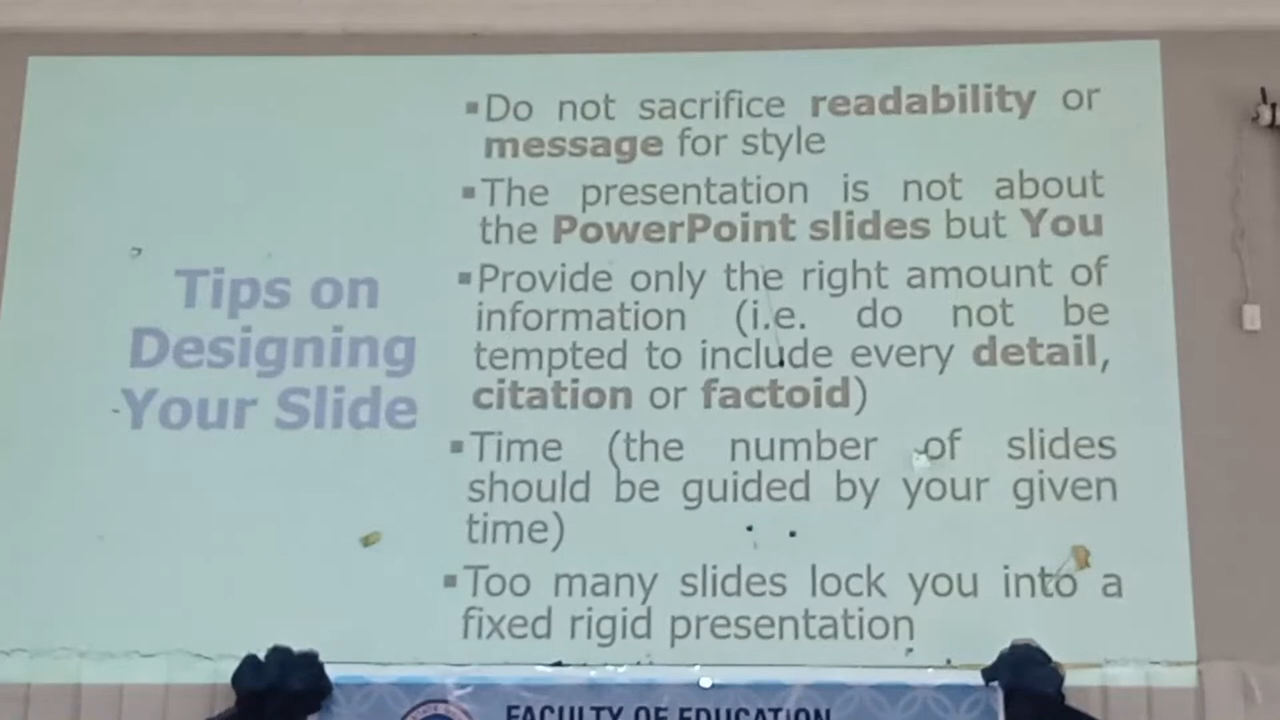 Tips on
Designing
Your Slide
▪Do not sacrifice readability or
message for style
▪The presentation is not about
the PowerPoint slides but You
▪Provide only the right amount of
information (i.e. do not be
tempted to include every detail,
citation or factoid)
▪Time (the number of slides
should be guided by your given
time)
▪Too many slides lock you into a
fixed rigid presentation
FACULTY OF EDUCATION